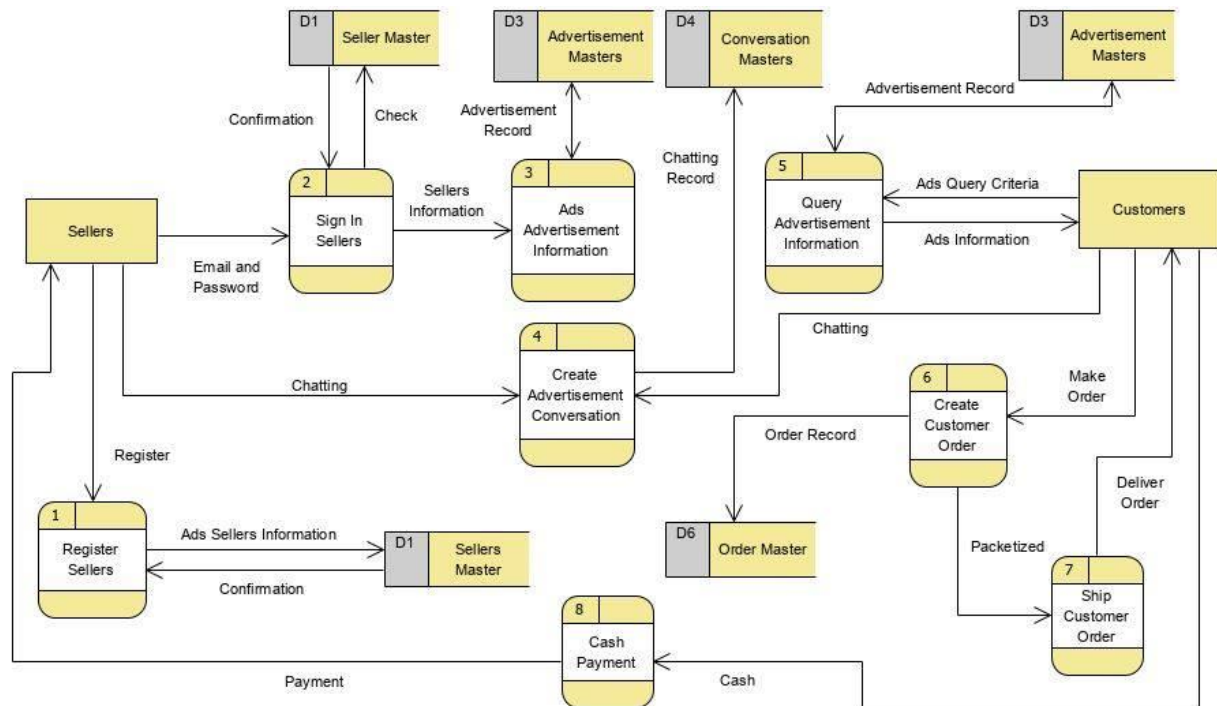 D1
Seller Master
D3
Advertisement
Masters
D4
Conversation
Masters
D3
Advertisement
Masters
Confirmation
Check
Advertisement
Record
Chatting
Record
Advertisement Record
2
Sign In
Sellers
Sellers
Information
3
Ads
Advertisement
Information
5
Query
Advertisement
Information
Ads Query Criteria
Ads Information
Customers
Sellers
Email and
Password
Chatting
4
Create
Advertisement
Conversation
Chatting
6
Create
Customer
Order
Make
Order
Order Record
Register
Deliver
Order
1
Register
Sellers
Ads Sellers Information
Confirmation
D1
Sellers
Master
D6
Order Master
Packetized
7
Ship
Customer
Order
8
Cash
Payment
Payment
Cash